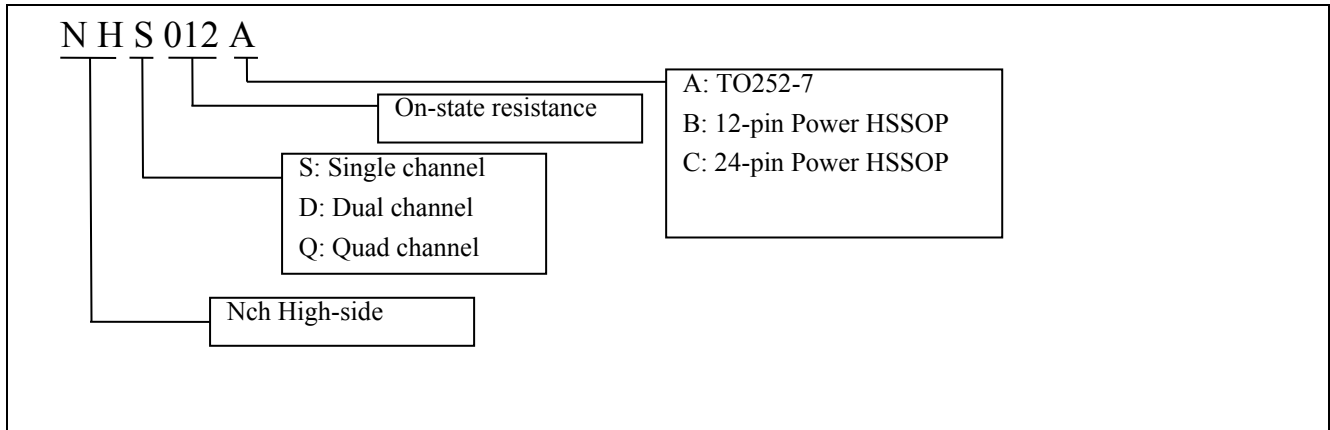 N H S 012 A
A: TO252-7
B: 12-pin Power HSSOP
C: 24-pin Power HSSOP
On-state resistance
S: Single channel
D: Dual channel
Q: Quad channel
Nch High-side